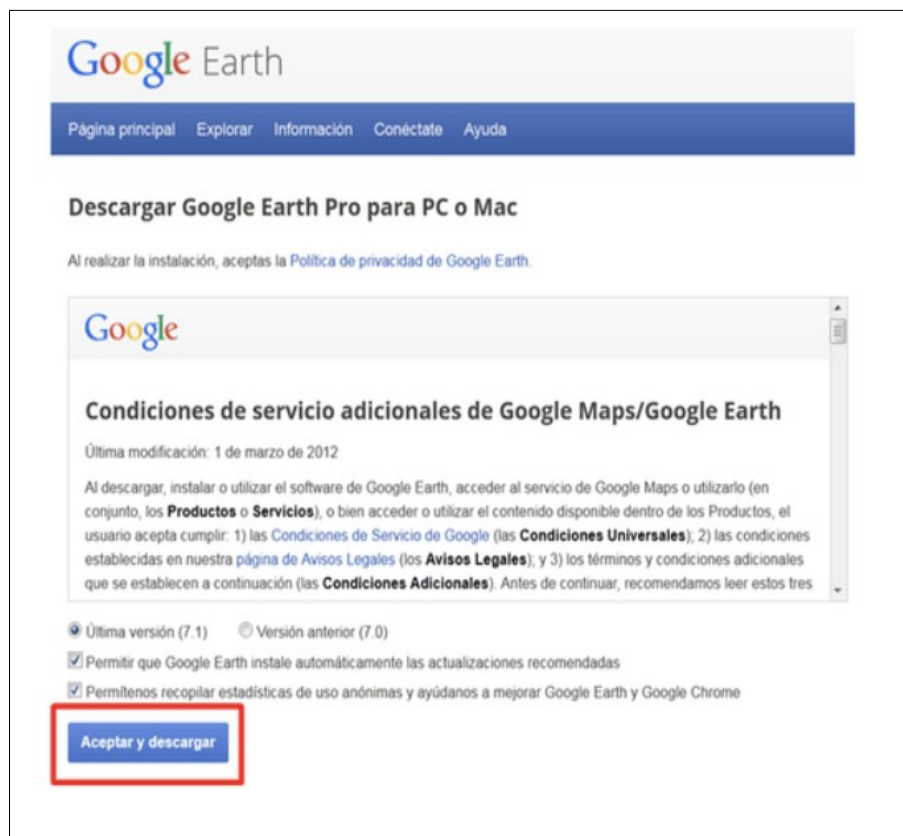 Google Earth
Página principal Explorar Información Conéctate Ayuda
Descargar Google Earth Pro para PC o Mac
Al realizar la instalación, aceptas la Política de privacidad de Google Earth.
Google
Condiciones de servicio adicionales de Google Maps/Google Earth
Última modificación: 1 de marzo de 2012
Al descargar, instalar o utilizar el software de Google Earth, acceder al servicio de Google Maps o utilizarlo (en
conjunto, los Productos o Servicios), o bien acceder o utilizar el contenido disponible dentro de los Productos, el
usuario acepta cumplir: 1) las Condiciones de Servicio de Google (las Condiciones Universales); 2) las condiciones
establecidas en nuestra página de Avisos Legales (los Avisos Legales); y 3) los términos y condiciones adicionales
que se establecen a continuación (las Condiciones Adicionales). Antes de continuar, recomendamos leer estos tres
Última versión (7.1) Versión anterior (7.0)
Permitir que Google Earth instale automáticamente las actualizaciones recomendadas
Permítenos recopilar estadísticas de uso anónimas y ayúdanos a mejorar Google Earth y Google Chrome
Aceptar y descargar